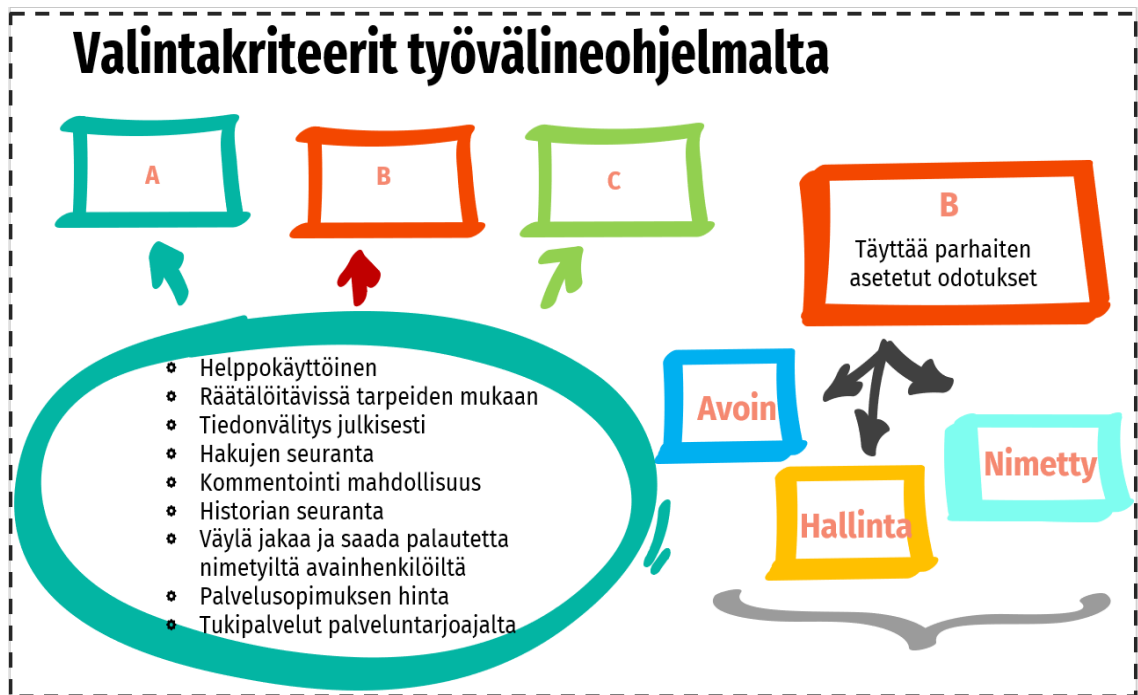 Valintakriteerit työvälineohjelmalta
A
B
C
B
Täyttää parhaiten
asetetut odotukset
Helppokäyttöinen
Räätälöitävissä tarpeiden mukaan
Tiedonvälitys julkisesti
Hakujen seuranta
Kommentointi mahdollisuus
Historian seuranta
Väylä jakaa ja saada palautetta
nimetyiltä avainhenkilöiltä
Palvelusopimuksen hinta
Tukipalvelut palveluntarjoajalta
Avoin
Hallinta
Nimetty